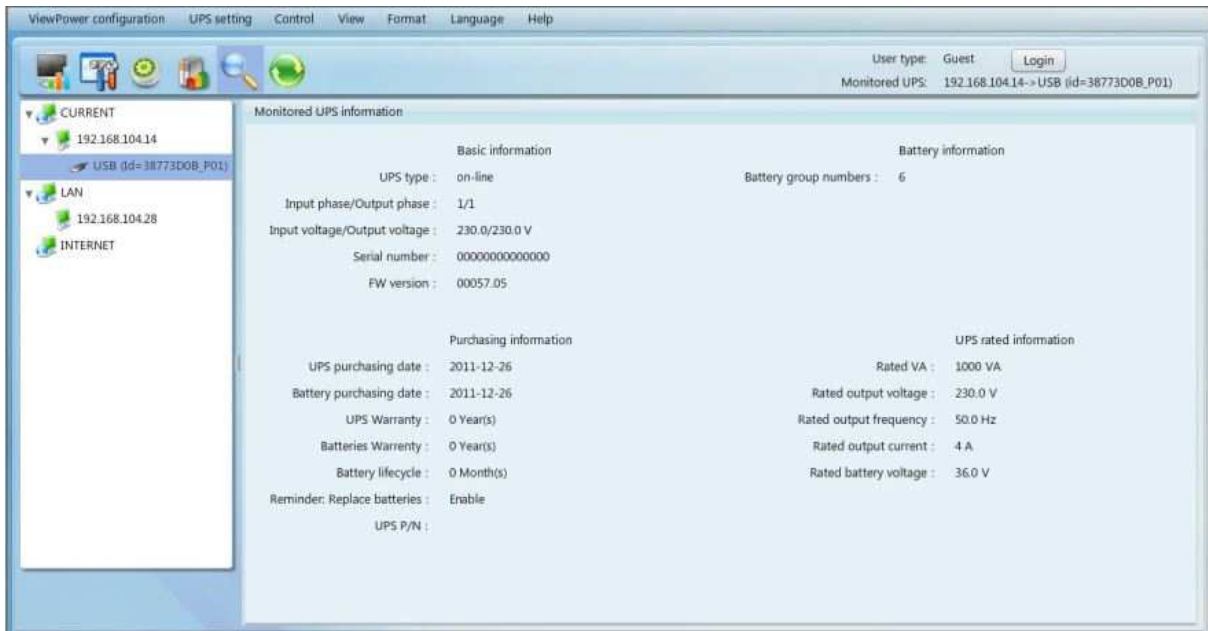 ViewPower configuration UPS setting Control View Format Language Help
User type: Guest Login
Monitored UPS: 192.168.104.14->USB (id=38773D0B_P01)
CURRENT
192.168.104.14
USB (Id=38773D0B_P01)
LAN
192.168.104.28
INTERNET
Monitored UPS information
Basic information
UPS type : on-line
Input phase/Output phase : 1/1
Input voltage/Output voltage : 230.0/230.0 V
Serial number : 00000000000000
FW version : 00057.05
Battery information
Battery group numbers : 6
Purchasing information
UPS purchasing date : 2011-12-26
Battery purchasing date : 2011-12-26
UPS Warranty : 0 Year(s)
Batteries Warrenty : 0 Year(s)
Battery lifecycle : 0 Month(s)
Reminder: Replace batteries : Enable
UPS P/N :
UPS rated information
Rated VA : 1000 VA
Rated output voltage : 230.0 V
Rated output frequency : 50.0 Hz
Rated output current : 4 A
Rated battery voltage : 36.0 V